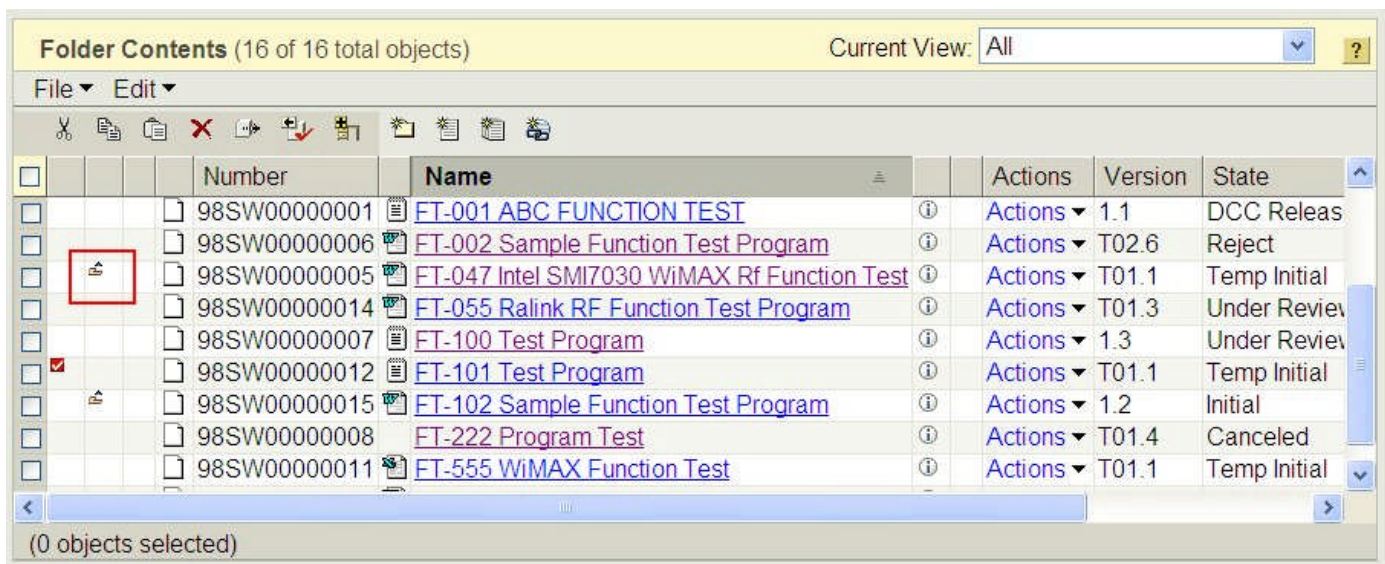 Folder Contents (16 of 16 total objects) Current View: All ?
File Edit
Number Name Actions Version State
98SW00000001 FT-001 ABC FUNCTION TEST Actions 1.1 DCC Releas
98SW00000006 FT-002 Sample Function Test Program Actions T02.6 Reject
98SW00000005 FT-047 Intel SMI7030 WiMAX Rf Function Test Actions T01.1 Temp Initial
98SW00000014 FT-055 Ralink RF Function Test Program Actions T01.3 Under Review
98SW00000007 FT-100 Test Program Actions 1.3 Under Review
98SW00000012 FT-101 Test Program Actions T01.1 Temp Initial
98SW00000015 FT-102 Sample Function Test Program Actions 1.2 Initial
98SW00000008 FT-222 Program Test Actions T01.4 Canceled
98SW00000011 FT-555 WiMAX Function Test Actions T01.1 Temp Initial
(0 objects selected)